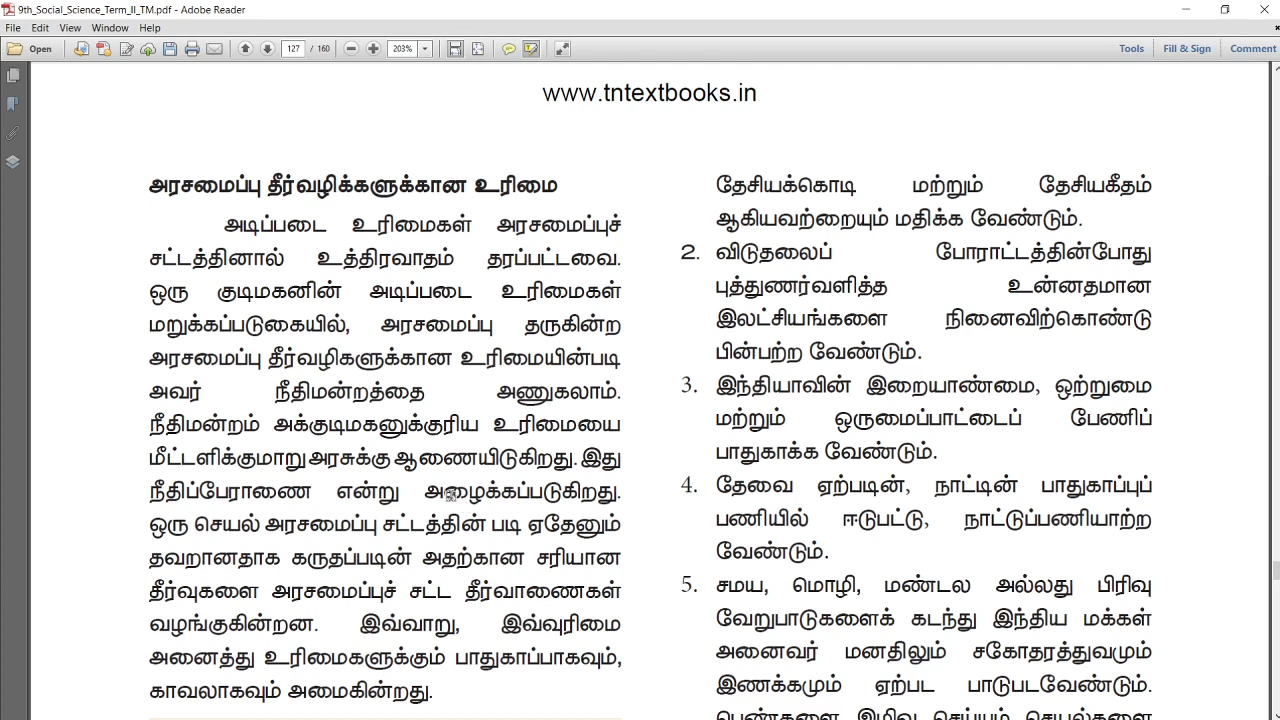 9th_Social_Science_Term_II_TM.pdf - Adobe Reader
File Edit View Window Help
Open 127 / 160 203% Tools Fill & Sign Comment
www.tntextbooks.in
அரசமைப்பு தீர்வழிக்களுக்கான உரிமை
அடிப்படை உரிமைகள் அரசமைப்புச்
சட்டத்தினால் உத்திரவாதம் தரப்பட்டவை.
ஒரு குடிமகனின் அடிப்படை உரிமைகள்
மறுக்கப்படுகையில், அரசமைப்பு தருகின்ற
அரசமைப்பு தீர்வழிகளுக்கான உரிமையின்படி
அவர் நீதிமன்றத்தை அணுகலாம்.
நீதிமன்றம் அக்குடிமகனுக்குரிய உரிமையை
மீட்டளிக்குமாறு அரசுக்கு ஆணையிடுகிறது. இது
நீதிப்பேராணை என்று அழைக்கப்படுகிறது.
ஒரு செயல் அரசமைப்பு சட்டத்தின் படி ஏதேனும்
தவறானதாக கருதப்படின் அதற்கான சரியான
தீர்வுகளை அரசமைப்புச் சட்ட தீர்வாணைகள்
வழங்குகின்றன. இவ்வாறு, இவ்வுரிமை
அனைத்து உரிமைகளுக்கும் பாதுகாப்பாகவும்,
காவலாகவும் அமைகின்றது.
தேசியக்கொடி மற்றும் தேசியகீதம்
ஆகியவற்றையும் மதிக்க வேண்டும்.
2. விடுதலைப் போராட்டத்தின்போது
புத்துணர்வளித்த உன்னதமான
இலட்சியங்களை நினைவிற்கொண்டு
பின்பற்ற வேண்டும்.
3. இந்தியாவின் இறையாண்மை, ஒற்றுமை
மற்றும் ஒருமைப்பாட்டைப் பேணிப்
பாதுகாக்க வேண்டும்.
4. தேவை ஏற்படின், நாட்டின் பாதுகாப்புப்
பணியில் ஈடுபட்டு, நாட்டுப்பணியாற்ற
வேண்டும்.
5. சமய, மொழி, மண்டல அல்லது பிரிவு
வேறுபாடுகளைக் கடந்து இந்திய மக்கள்
அனைவர் மனதிலும் சகோதரத்துவமும்
இணக்கமும் ஏற்பட பாடுபடவேண்டும்.
பெண்களை இழிவு செய்யும் செயல்களை